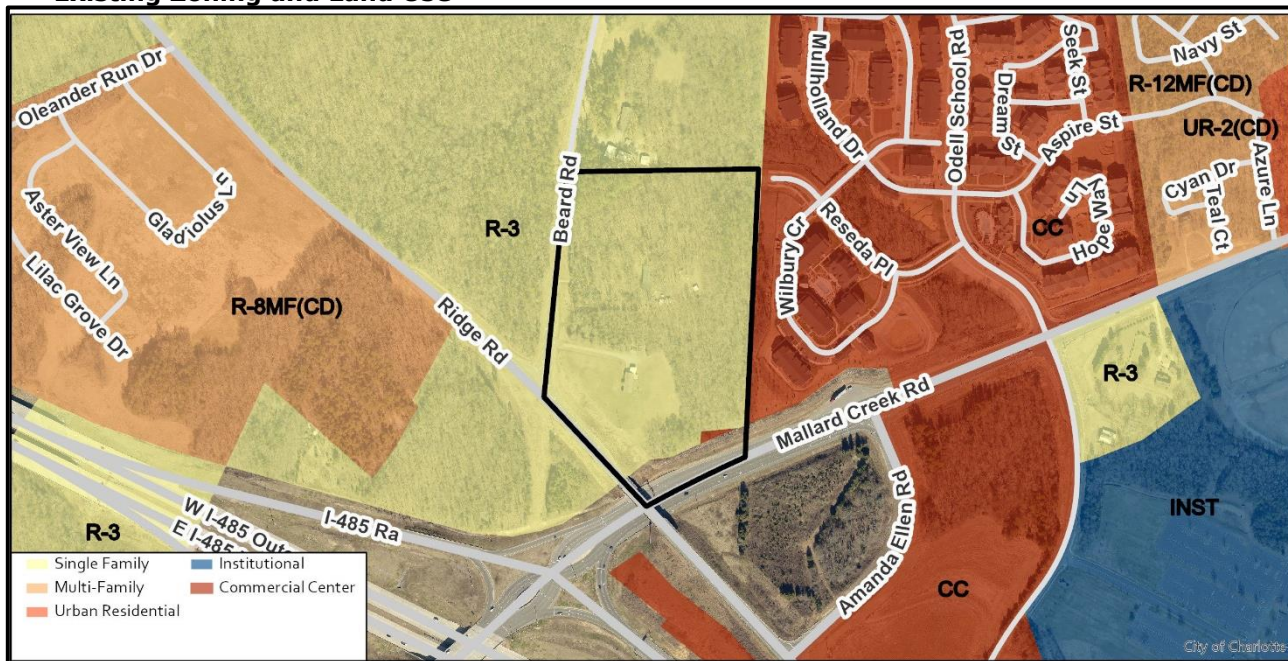 Existing Zoning and Land Use
Oleander Run Dr
Gladiolus Ln
Aster View Ln
Lilac Grove Dr
R-8MF(CD)
Ridge Rd
R-3
Beard Rd
Mullholland Dr
Odell School Rd
Seek St
Dream St
Aspire St
Navy St
R-12MF(CD)
UR-2(CD)
Cyan Dr
Teal Ct
Azure Ln
Wilbury Cr
Reseda Pl
CC
Ln
Hope Way
Mallard Creek Rd
R-3
INST
Amanda Ellen Rd
CC
I-485 Ra
W I-485 Oute
E I-485
R-3
Single Family
Multi-Family
Urban Residential
Institutional
Commercial Center
City of Charlotte